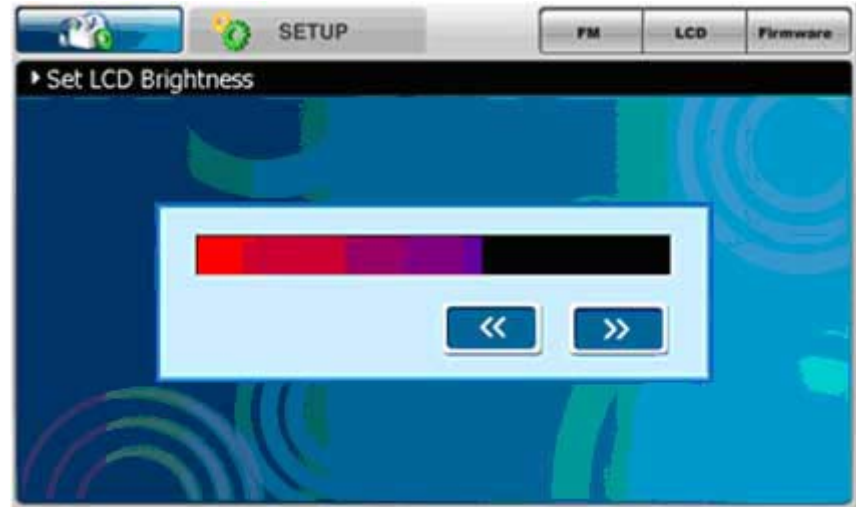 SETUP
FM
LCD
Firmware
Set LCD Brightness